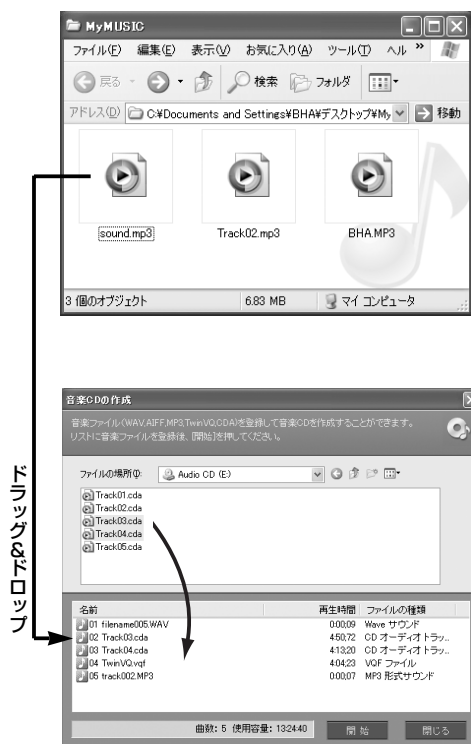 MyMUSIC
ファイル(F) 編集(E) 表示(V) お気に入り(A) ツール(T) ヘル »
戻る 検索 フォルダ
アドレス(D) C:¥Documents and Settings¥BHA¥デスクトップ¥My 移動
sound.mp3 Track02.mp3 BHA.MP3
3 個のオブジェクト 6.83 MB マイ コンピュータ
音楽CDの作成
音楽ファイル(WAV,AIFF,MP3,TwinVQ,CDA)を登録して音楽CDを作成することができます。
リストに音楽ファイルを登録後、[開始]を押してください。
ファイルの場所(I): Audio CD (E:)
Track01.cda
Track02.cda
Track03.cda
Track04.cda
Track05.cda
ドラッグ&ドロップ
名前 再生時間 ファイルの種類
01 filename005.WAV 0:00;09 Wave サウンド
02 Track03.cda 4:50;72 CD オーディオ トラッ...
03 Track04.cda 4:13;20 CD オーディオ トラッ...
04 TwinVQ.vqf 4:04;23 VQF ファイル
05 track002.MP3 0:00;07 MP3 形式サウンド
曲数: 5 使用容量: 13:24:40 開 始 閉じる